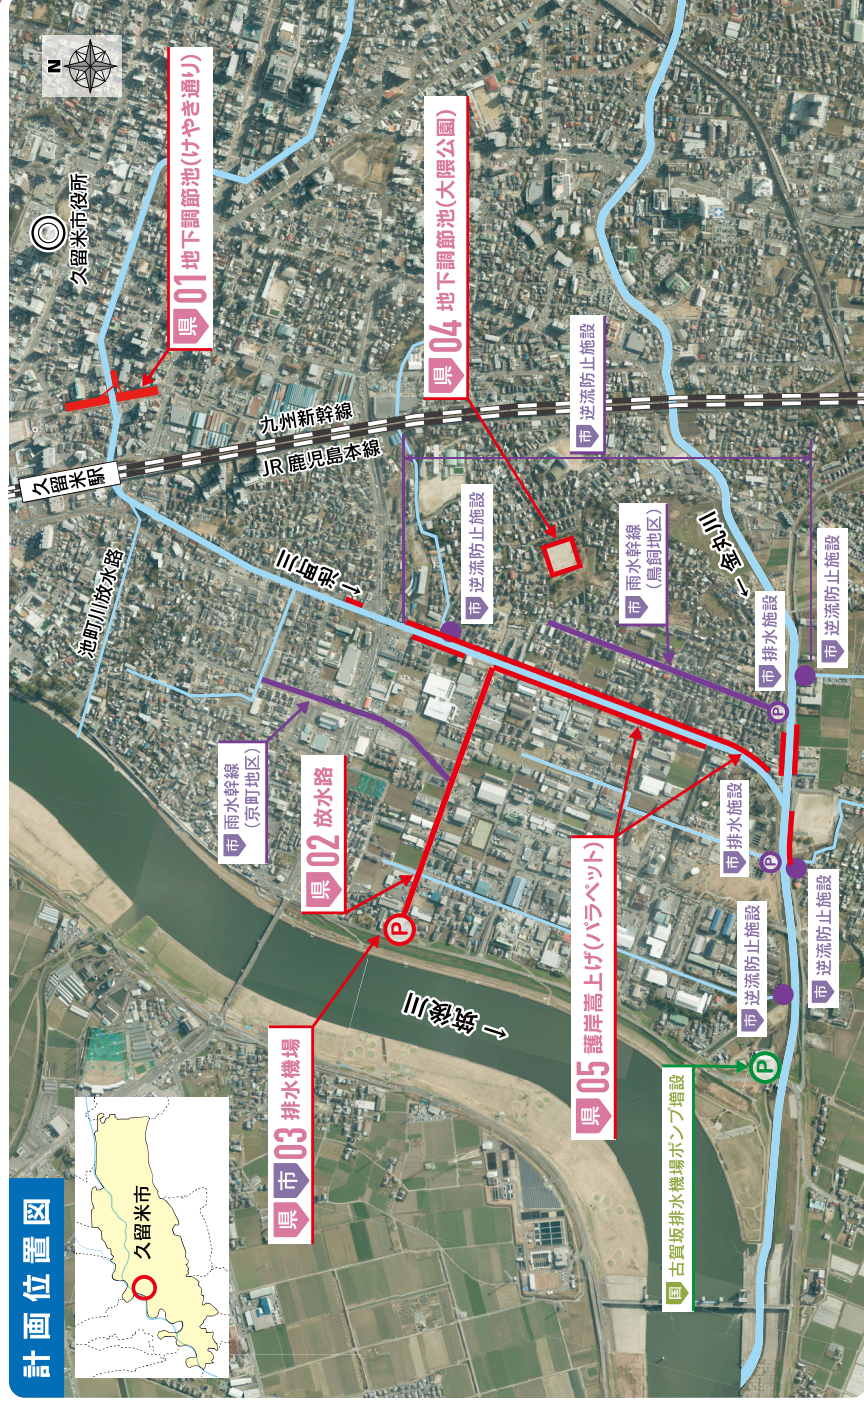 計画位置図
久留米市
N
久留米市役所
県 01 地下調節池(けやき通り)
久留米駅
九州新幹線
JR 鹿児島本線
池町川放水路
←池町川
県 04 地下調節池(大隈公園)
市 逆流防止施設
市 逆流防止施設
市 雨水幹線
(鳥飼地区)
←金丸川
市 排水施設
P
市 逆流防止施設
市 雨水幹線
(京町地区)
県 02 放水路
P
県 市 03 排水機場
←筑後川
県 05 護岸嵩上げ(パラペット)
市 排水施設
P
市 逆流防止施設
市 逆流防止施設
国 古賀坂排水機場ポンプ増設
P